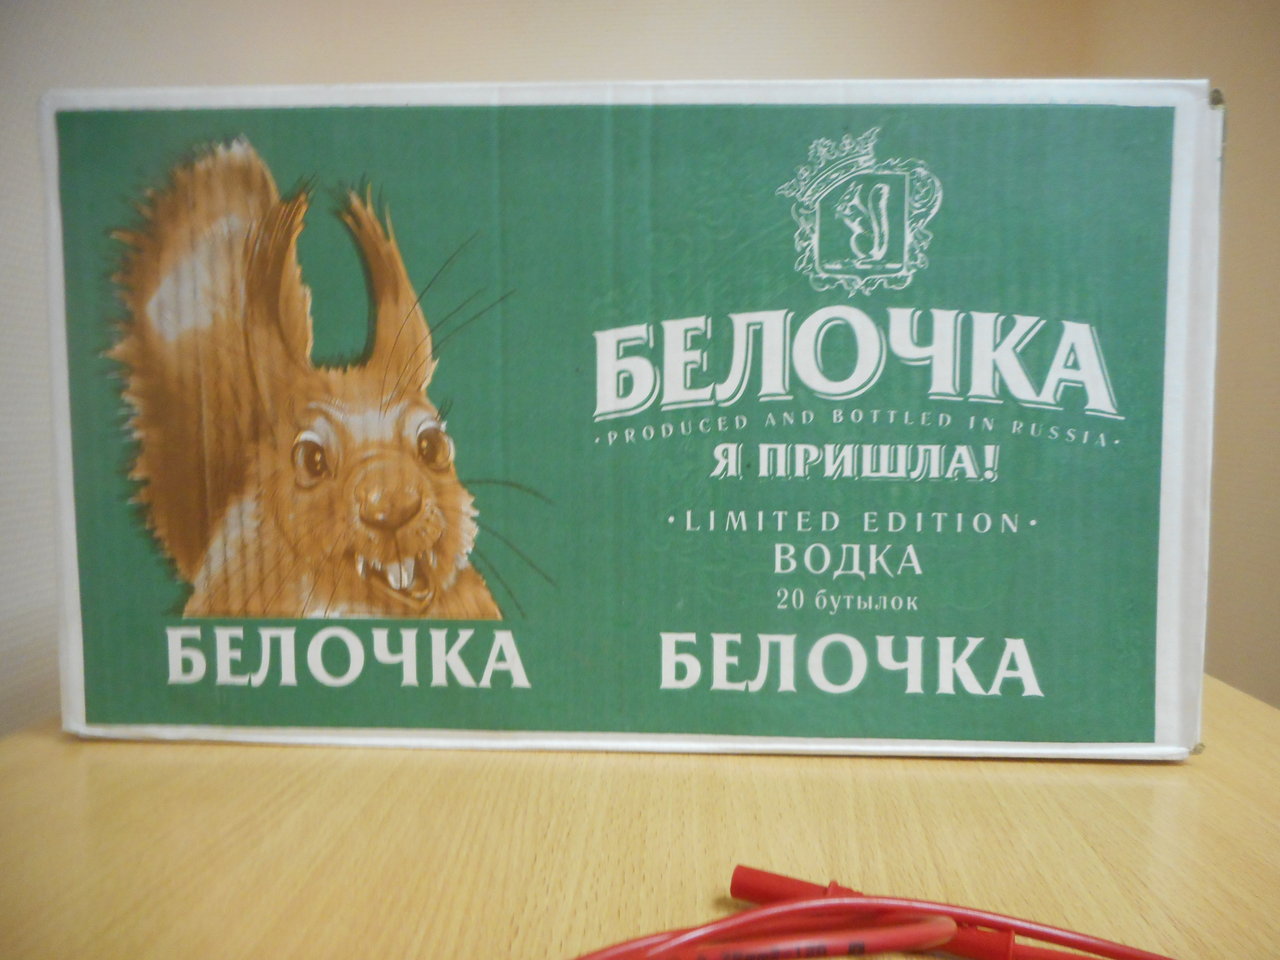 БЕЛОЧКА
БЕЛОЧКА
•PRODUCED AND BOTTLED IN RUSSIA•
Я ПРИШЛА!
•LIMITED EDITION•
ВОДКА
20 бутылок
БЕЛОЧКА